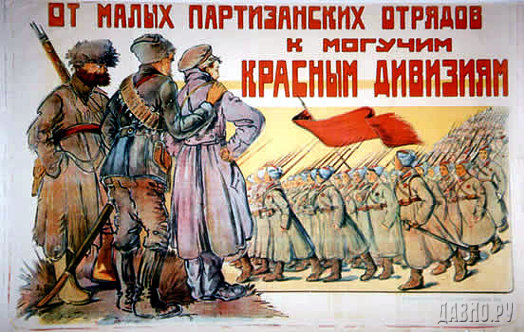 ОТ МАЛЫХ ПАРТИЗАНСКИХ ОТРЯДОВ
К МОГУЧИМ
КРАСНЫМ ДИВИЗИЯМ
ДАВНО.РУ